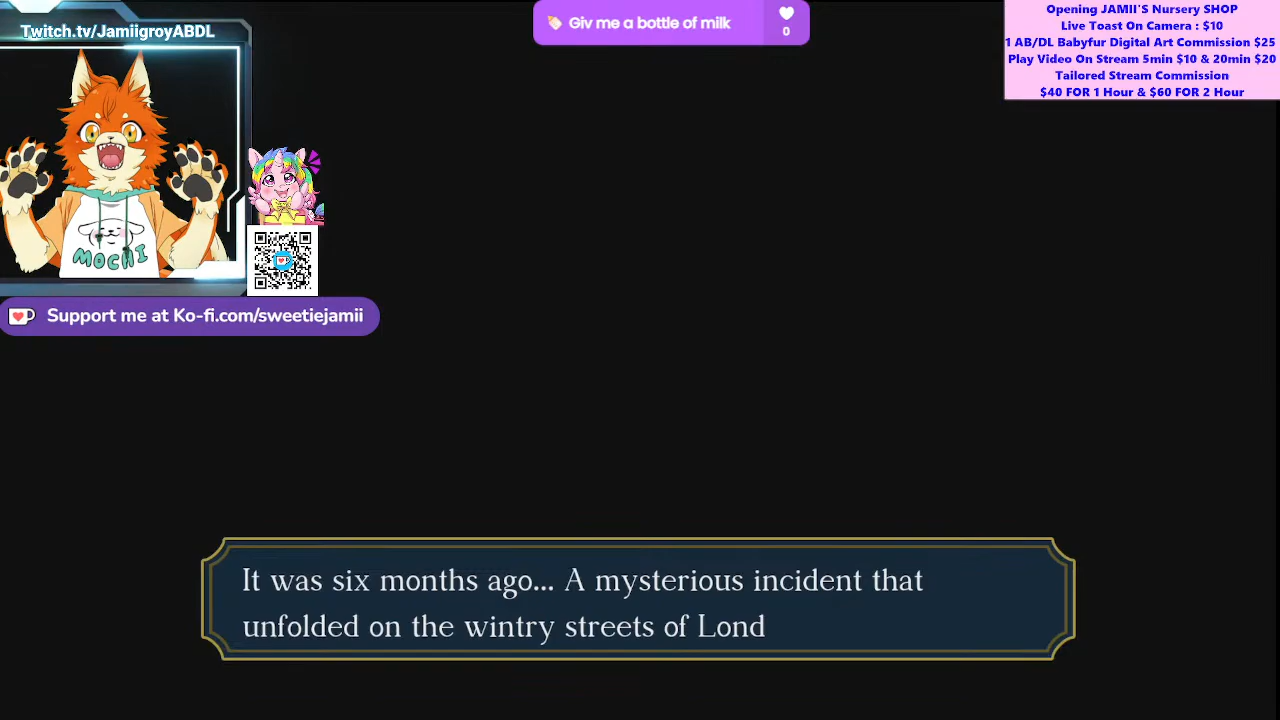 Twitch.tv/JamiigroyABDL
MOCHI
Support me at Ko-fi.com/sweetiejamii
Giv me a bottle of milk
0
Opening JAMII'S Nursery SHOP
Live Toast On Camera : $10
1 AB/DL Babyfur Digital Art Commission $25
Play Video On Stream 5min $10 & 20min $20
Tailored Stream Commission
$40 FOR 1 Hour & $60 FOR 2 Hour
It was six months ago... A mysterious incident that
unfolded on the wintry streets of Lond